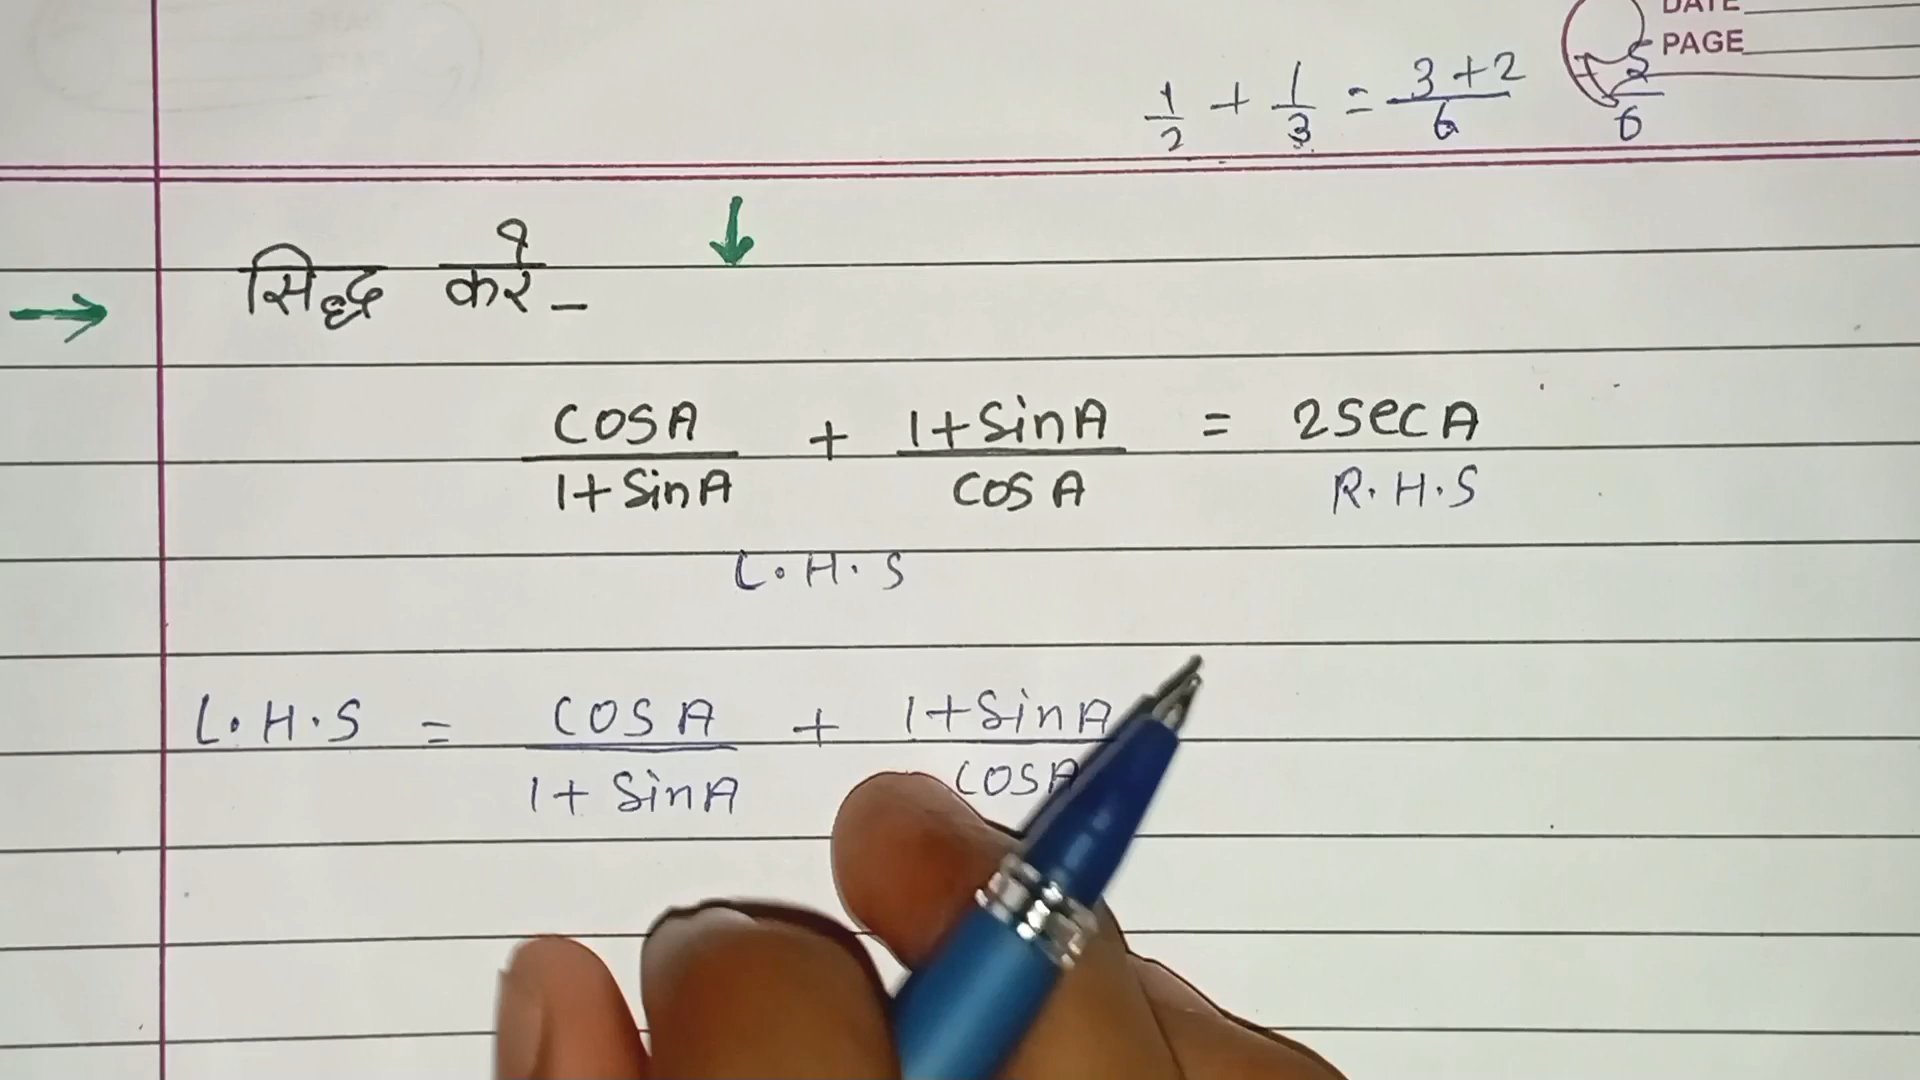 DATE
PAGE
1/2 + 1/3 = 3+2/6 = 5/6
सिद्ध करें -
COSA/1+SinA + 1+SinA/COSA = 2SecA
R.H.S
L.H.S
L.H.S = COSA/1+SinA + 1+SinA/COSA